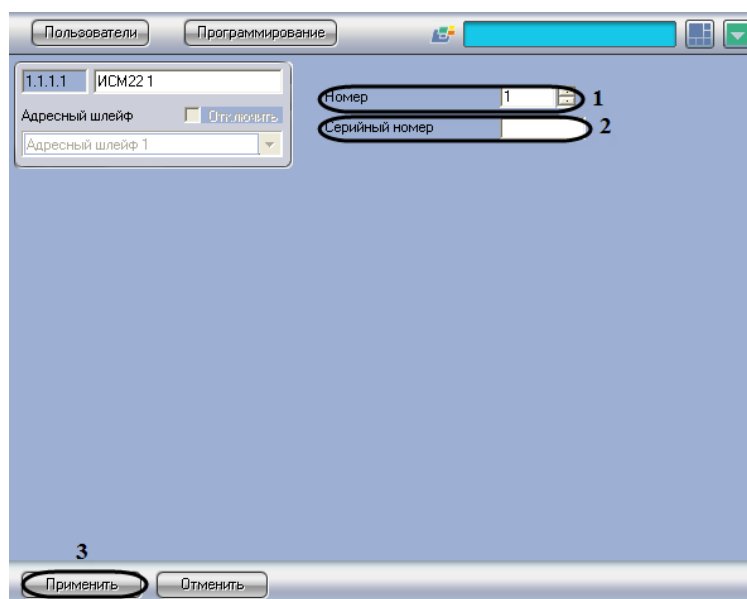 Пользователи Программирование
1.1.1.1 ИСМ22 1
Адресный шлейф Отключить
Адресный шлейф 1
Номер 1 1
Серийный номер 2
3
Применить Отменить